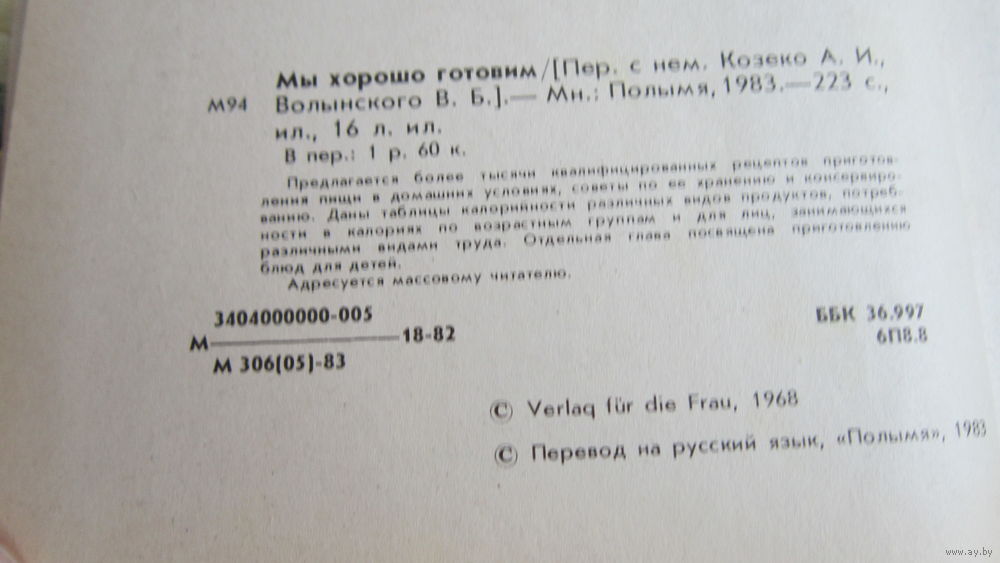 Мы хорошо готовим/[Пер. с нем. Козеко А. И.,
М94 Волынского В. Б.].— Мн.: Полымя, 1983.—223 с.,
ил., 16 л. ил.
В пер.: 1 р. 60 к.
Предлагается более тысячи квалифицированных рецептов приготов-
ления пищи в домашних условиях, советы по ее хранению и консервиро-
ванию. Даны таблицы калорийности различных видов продуктов, потреб-
ности в калориях по возрастным группам и для лиц, занимающихся
различными видами труда. Отдельная глава посвящена приготовлению
блюд для детей.
Адресуется массовому читателю.
3404000000-005
М————18-82
М 306(05)-83
ББК 36.997
6П8.8
© Verlag für die Frau, 1968
© Перевод на русский язык, «Полымя», 1983
www.ay.by